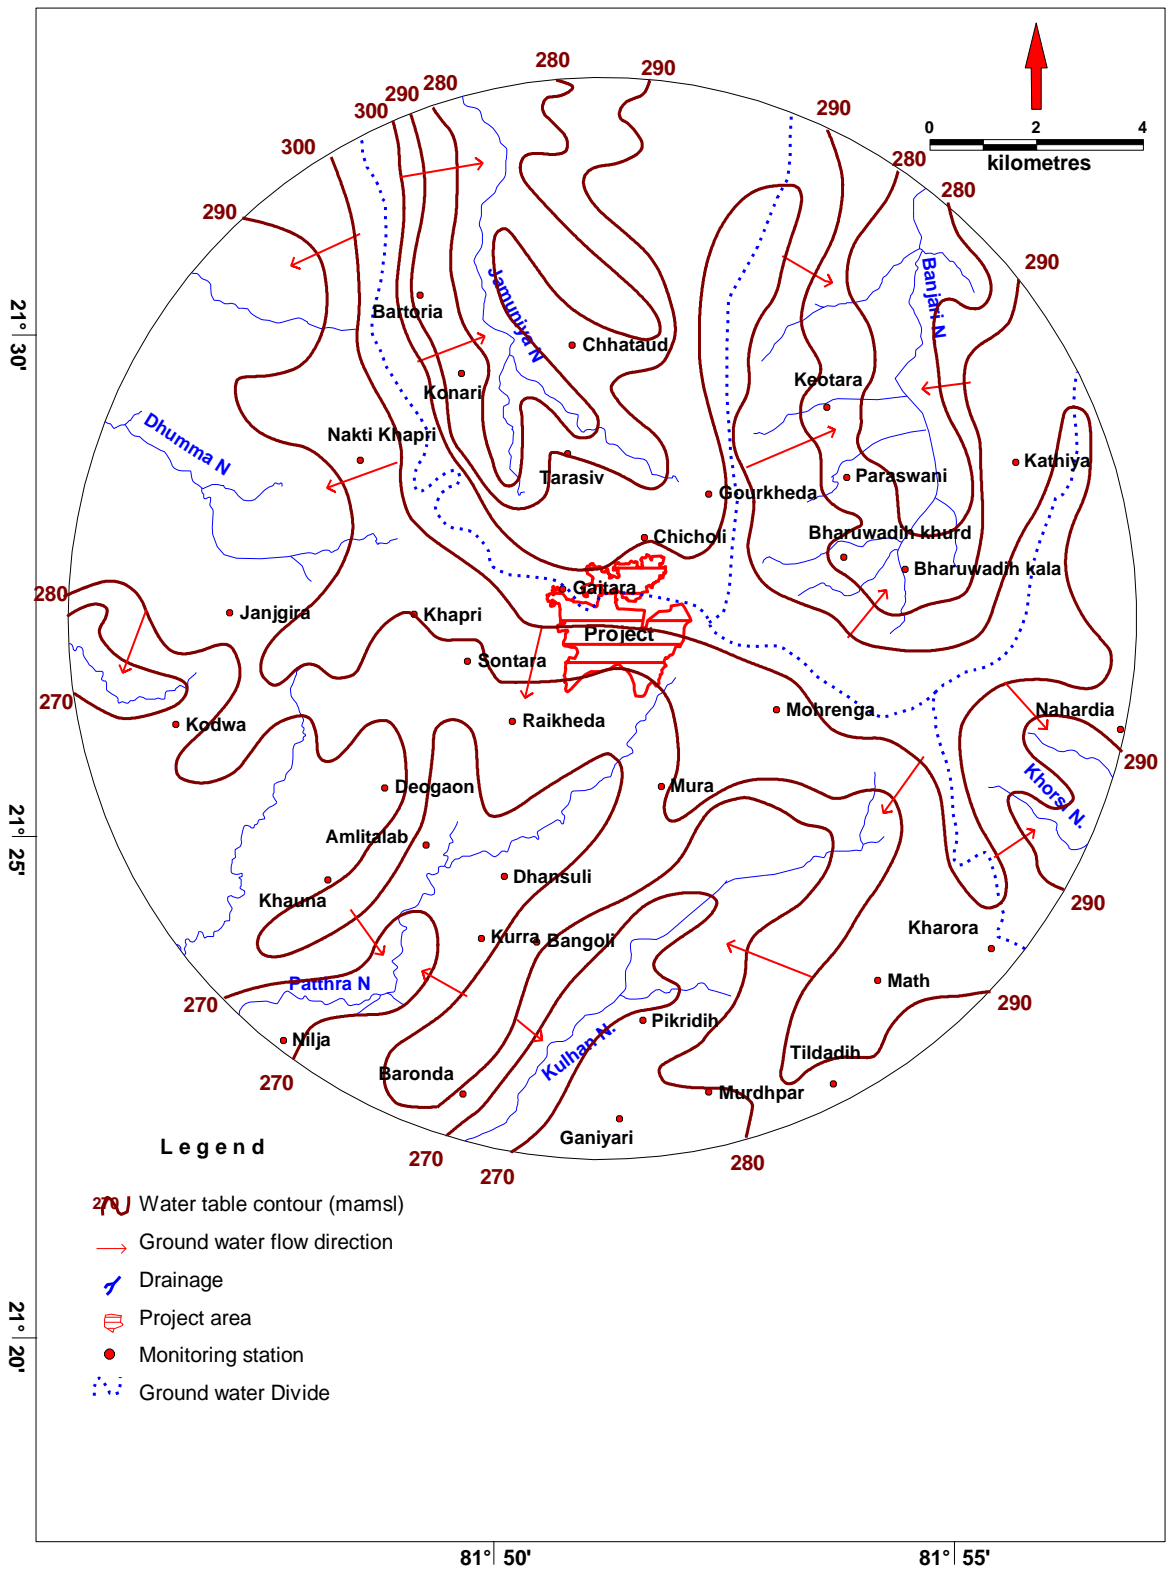 280
290
280
290
300
290
0 2 4
kilometres
300
280
280
290
290
Banjari N
Jamuniya N
21° 30'
Bartoria
Chhataud
Keotara
Konari
Dhumma N
Nakti Khapri
Kathiya
Tarasiv
Paraswani
Gourkheda
Chicholi
Bharuwadih khurd
Bharuwadih kala
Gaitara
280
Janjgira
Khapri
Project
Sontara
270
Kodwa
Raikheda
Mohrenga
Nahardia
290
Deogaon
Mura
Khorsi N.
21° 25'
Amlitalab
Dhansuli
Khauna
290
Kharora
Kurra
Bangoli
Patthra N
Math
270
290
Pikridih
Nilja
Kulhan N.
Tildadih
270
Baronda
Murdhpar
Ganiyari
Legend
270
270
280
270
Water table contour (mamsl)
Ground water flow direction
Drainage
Project area
21° 20'
Monitoring station
Ground water Divide
81° 50'
81° 55'